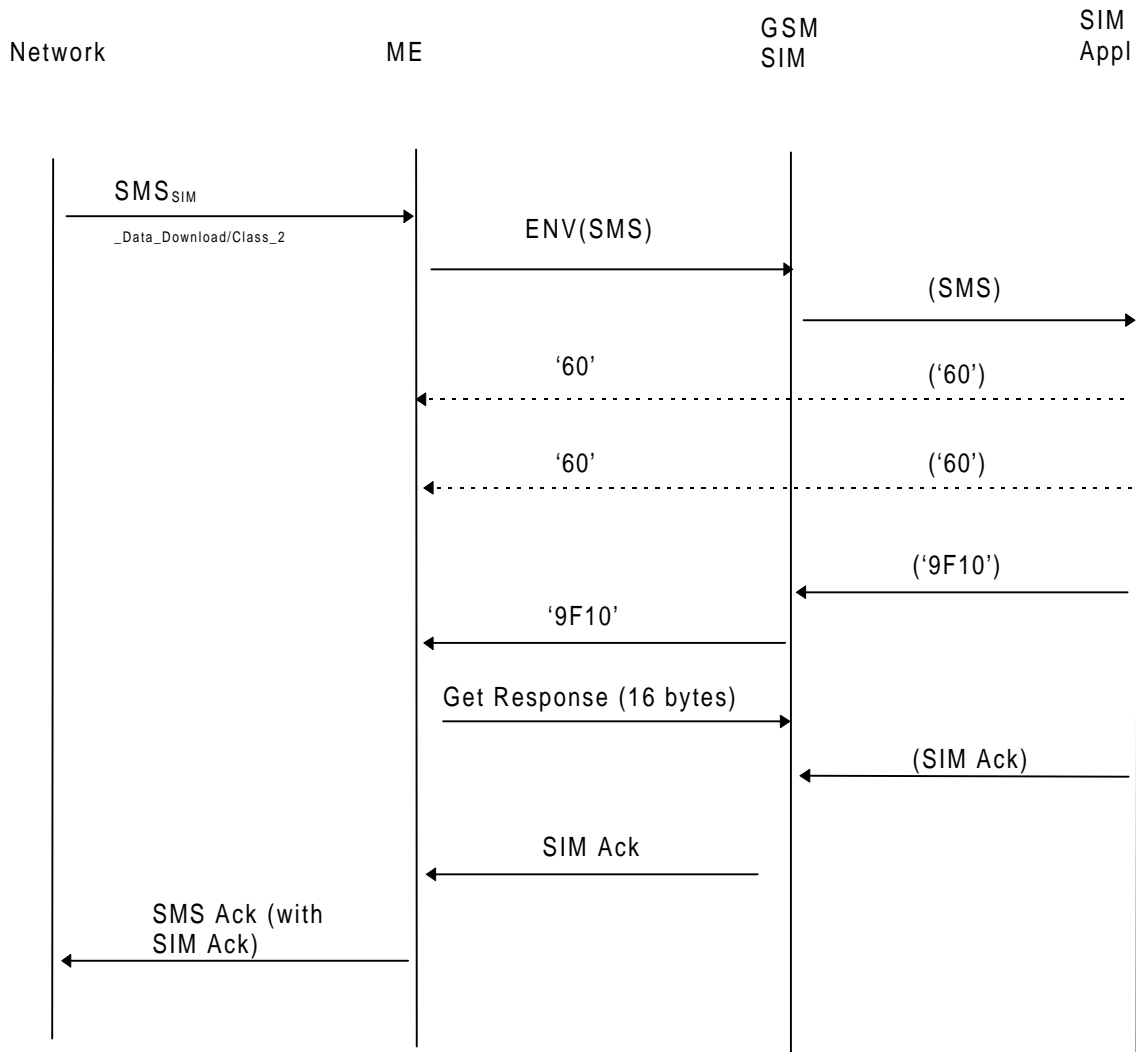 Network
ME
GSM
SIM
SIM
Appl
SMSSIM
_Data_Download/Class_2
ENV(SMS)
(SMS)
‘60’
(‘60’)
‘60’
(‘60’)
(‘9F10’)
‘9F10’
Get Response (16 bytes)
(SIM Ack)
SIM Ack
SMS Ack (with
SIM Ack)